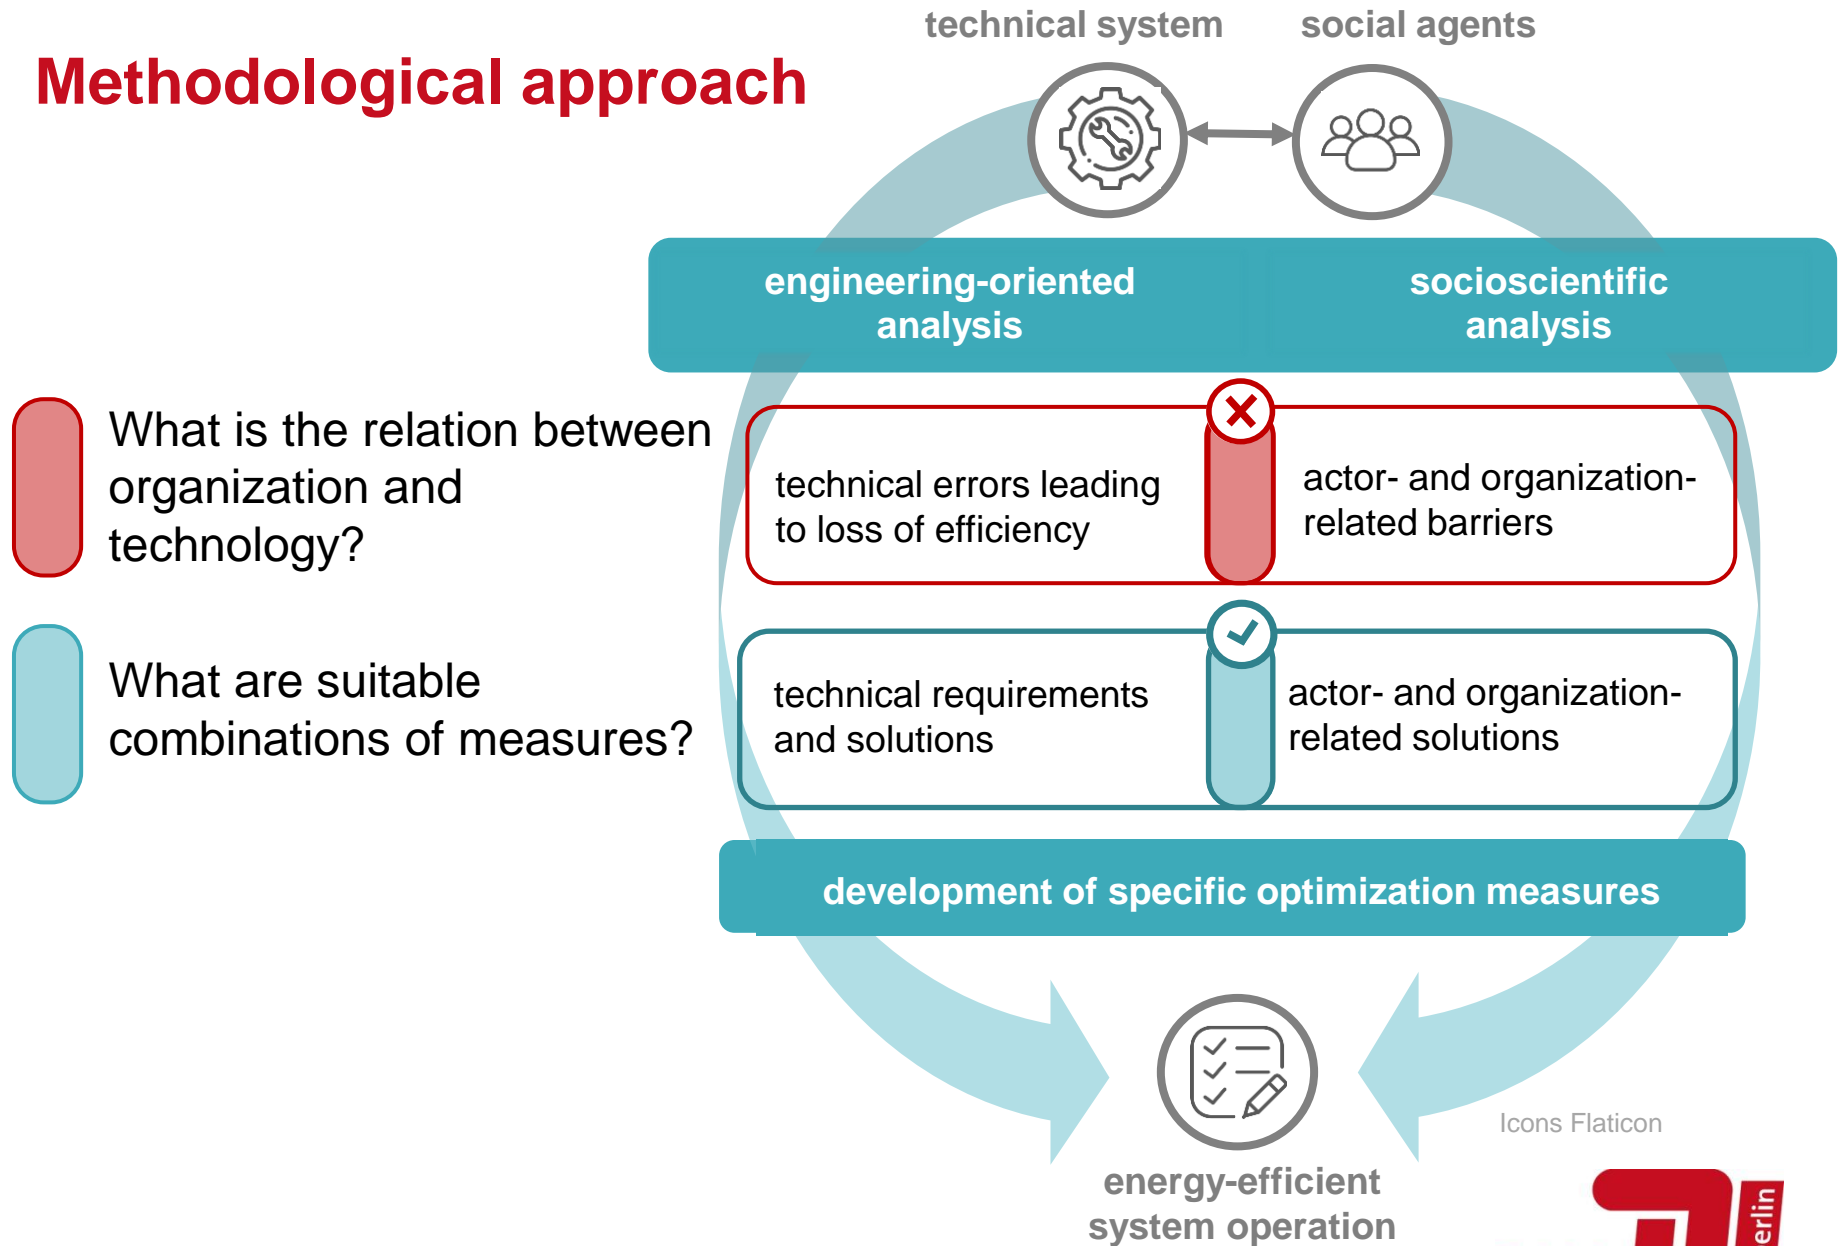 Methodological approach
technical system
social agents
engineering-oriented
analysis
socioscientific
analysis
What is the relation between
organization and
technology?
technical errors leading
to loss of efficiency
actor- and organization-
related barriers
What are suitable
combinations of measures?
technical requirements
and solutions
actor- and organization-
related solutions
development of specific optimization measures
energy-efficient
system operation
Icons Flaticon
erlin